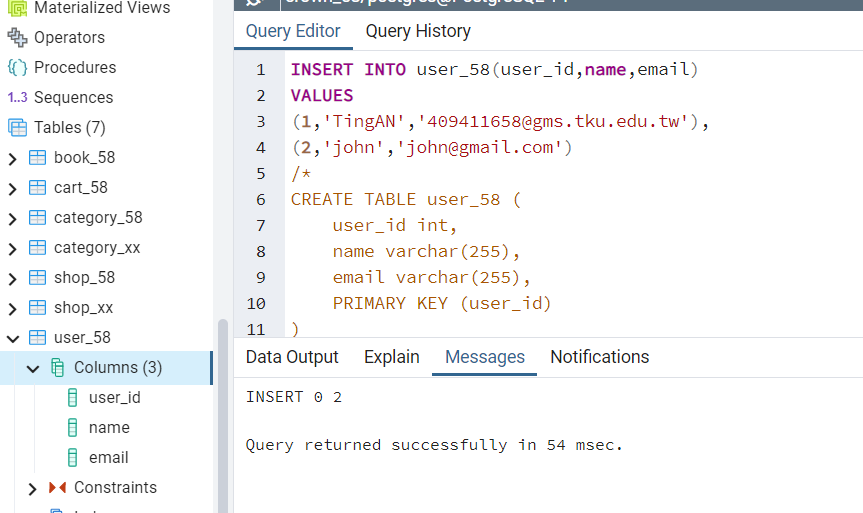 Materialized Views
Operators
Procedures
1..3 Sequences
Tables (7)
book_58
cart_58
category_58
category_xx
shop_58
shop_xx
user_58
Columns (3)
user_id
name
email
Constraints
Query Editor Query History
1 INSERT INTO user_58(user_id,name,email)
2 VALUES
3 (1,'TingAN','409411658@gms.tku.edu.tw'),
4 (2,'john','john@gmail.com')
5 /*
6 CREATE TABLE user_58 (
7 user_id int,
8 name varchar(255),
9 email varchar(255),
10 PRIMARY KEY (user_id)
11 )
Data Output Explain Messages Notifications
INSERT 0 2
Query returned successfully in 54 msec.